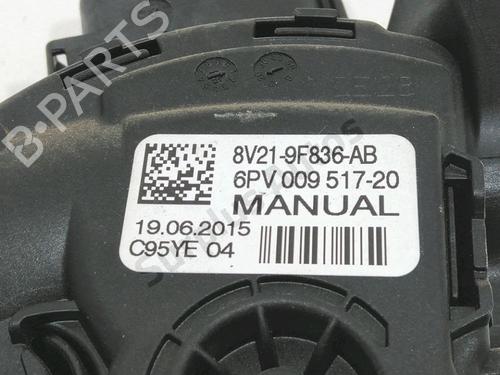 B-PARTS
8V21-9F836-AB
6PV 009 517-20
MANUAL
19.06.2015
C95YE 04